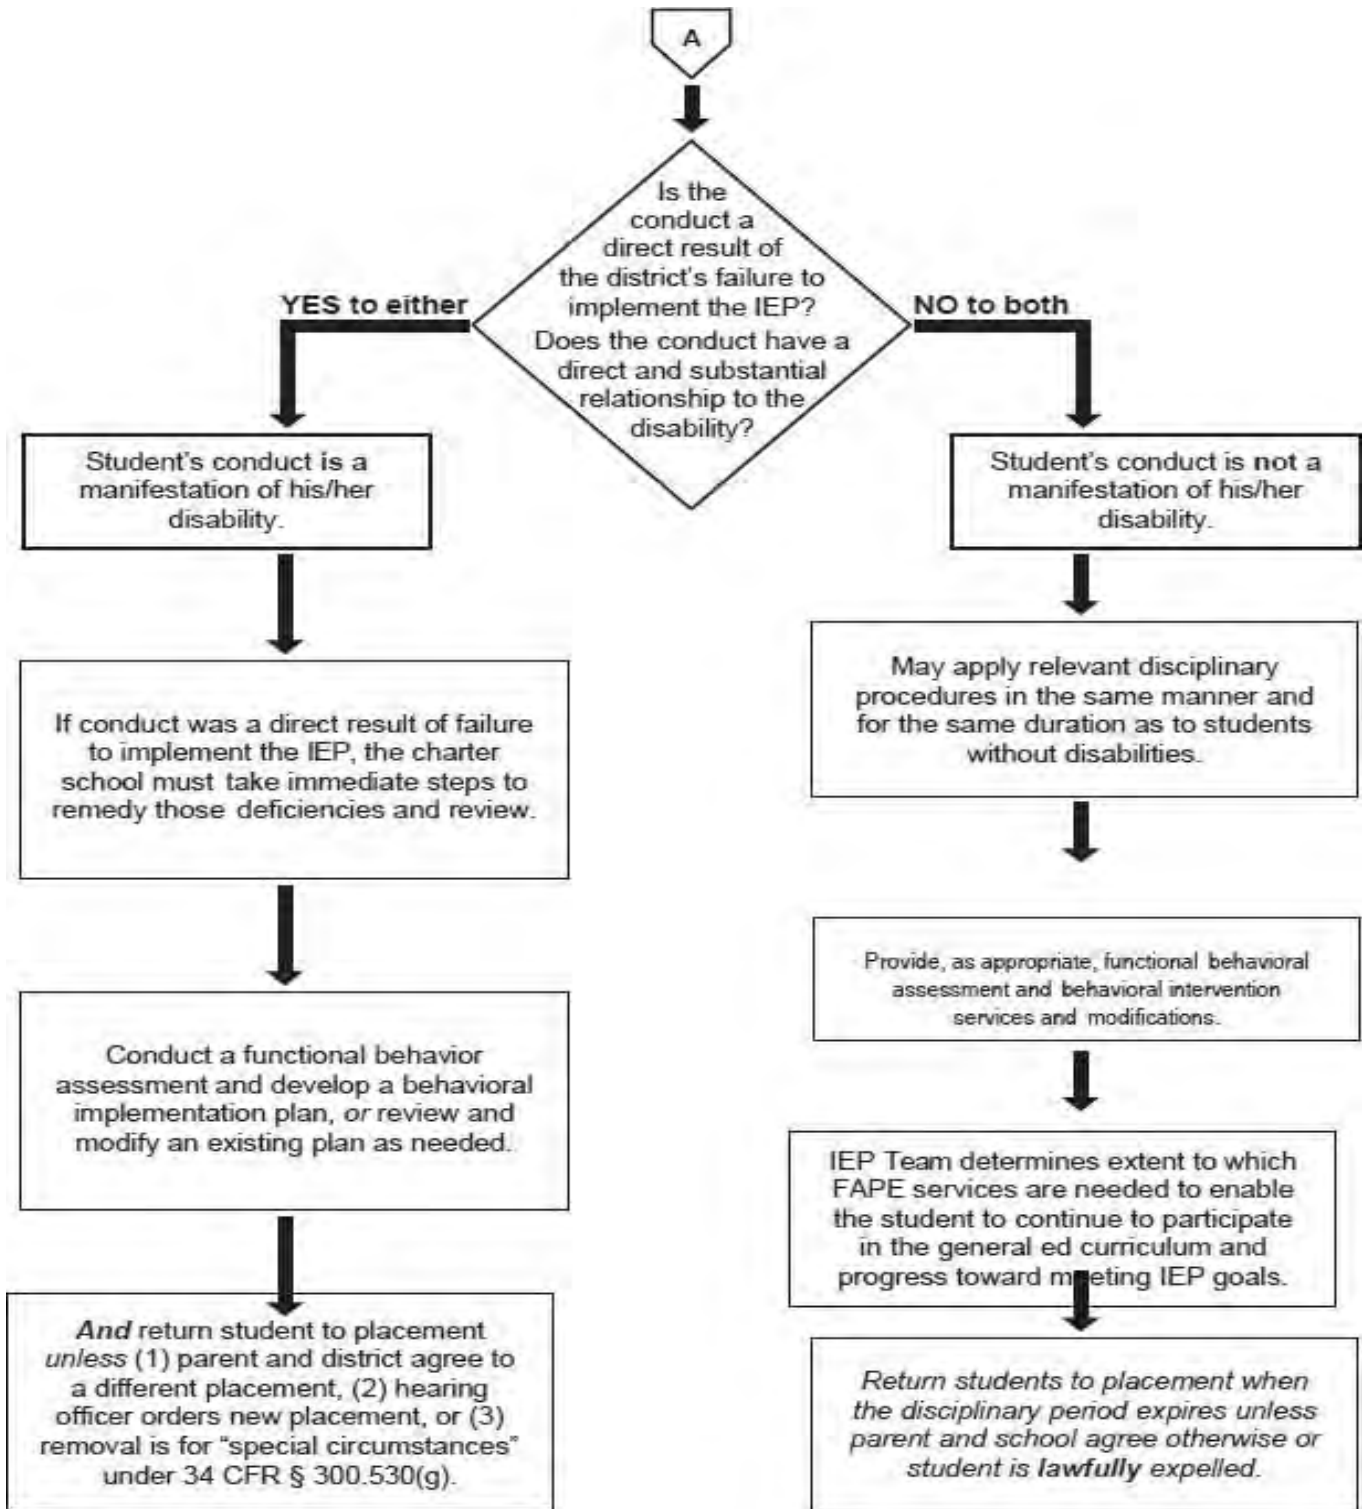 A
Is the
conduct a
direct result of
the district's failure to
implement the IEP?
Does the conduct have a
direct and substantial
relationship to the
disability?
YES to either
NO to both
Student's conduct is a
manifestation of his/her
disability.
If conduct was a direct result of failure
to implement the IEP, the charter
school must take immediate steps to
remedy those deficiencies and review.
Conduct a functional behavior
assessment and develop a behavioral
implementation plan, or review and
modify an existing plan as needed.
And return student to placement
unless (1) parent and district agree to
a different placement, (2) hearing
officer orders new placement, or (3)
removal is for “special circumstances”
under 34 CFR § 300.530(g).
Student's conduct is not a
manifestation of his/her
disability.
May apply relevant disciplinary
procedures in the same manner and
for the same duration as to students
without disabilities.
Provide, as appropriate, functional behavioral
assessment and behavioral intervention
services and modifications.
IEP Team determines extent to which
FAPE services are needed to enable
the student to continue to participate
in the general ed curriculum and
progress toward meeting IEP goals.
Return students to placement when
the disciplinary period expires unless
parent and school agree otherwise or
student is lawfully expelled.